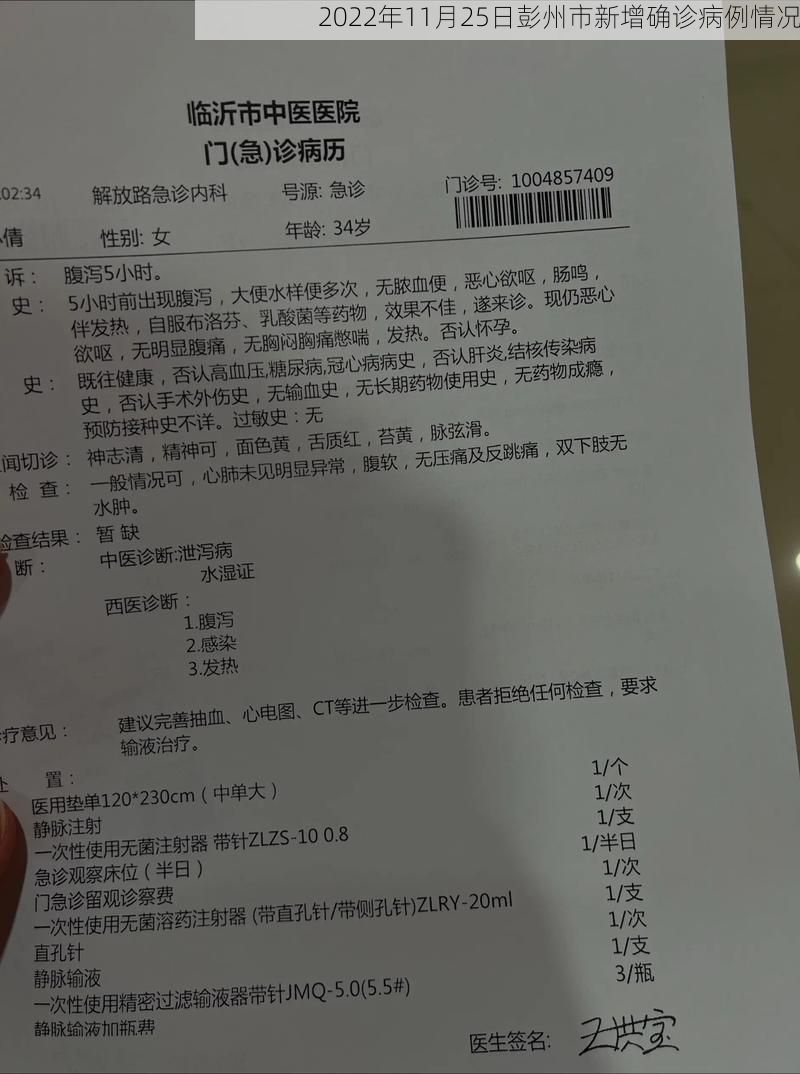 2022年11月25日彭州市新增确诊病例情况
临沂市中医医院
门(急)诊病历
:02:34 解放路急诊内科 号源: 急诊 门诊号: 1004857409
倩 性别: 女 年龄: 34岁
诉： 腹泻5小时。
史： 5小时前出现腹泻，大便水样便多次，无脓血便，恶心欲呕，肠鸣，
伴发热，自服布洛芬、乳酸菌等药物，效果不佳，遂来诊。现仍恶心
欲呕，无明显腹痛，无胸闷胸痛憋喘，发热。否认怀孕。
史： 既往健康，否认高血压,糖尿病,冠心病病史，否认肝炎,结核传染病
史，否认手术外伤史，无输血史，无长期药物使用史，无药物成瘾，
预防接种史不详。过敏史：无
闻切诊： 神志清，精神可，面色黄，舌质红，苔黄，脉弦滑。
检 查： 一般情况可，心肺未见明显异常，腹软，无压痛及反跳痛，双下肢无
水肿。
检查结果： 暂 缺
断： 中医诊断:泄泻病
水湿证
西医诊断：
1.腹泻
2.感染
3.发热
疗意见： 建议完善抽血、心电图、CT等进一步检查。患者拒绝任何检查，要求
输液治疗。
置：
医用垫单120*230cm（中单大） 1/个
静脉注射 1/次
一次性使用无菌注射器 带针ZLZS-10 0.8 1/支
急诊观察床位（半日） 1/半日
门急诊留观诊察费 1/次
一次性使用无菌溶药注射器 (带直孔针/带侧孔针)ZLRY-20ml 1/支
直孔针
静脉输液 1/次
一次性使用精密过滤输液器带针JMQ-5.0(5.5#) 1/支
静脉输液加瓶费 3/瓶
医生签名: